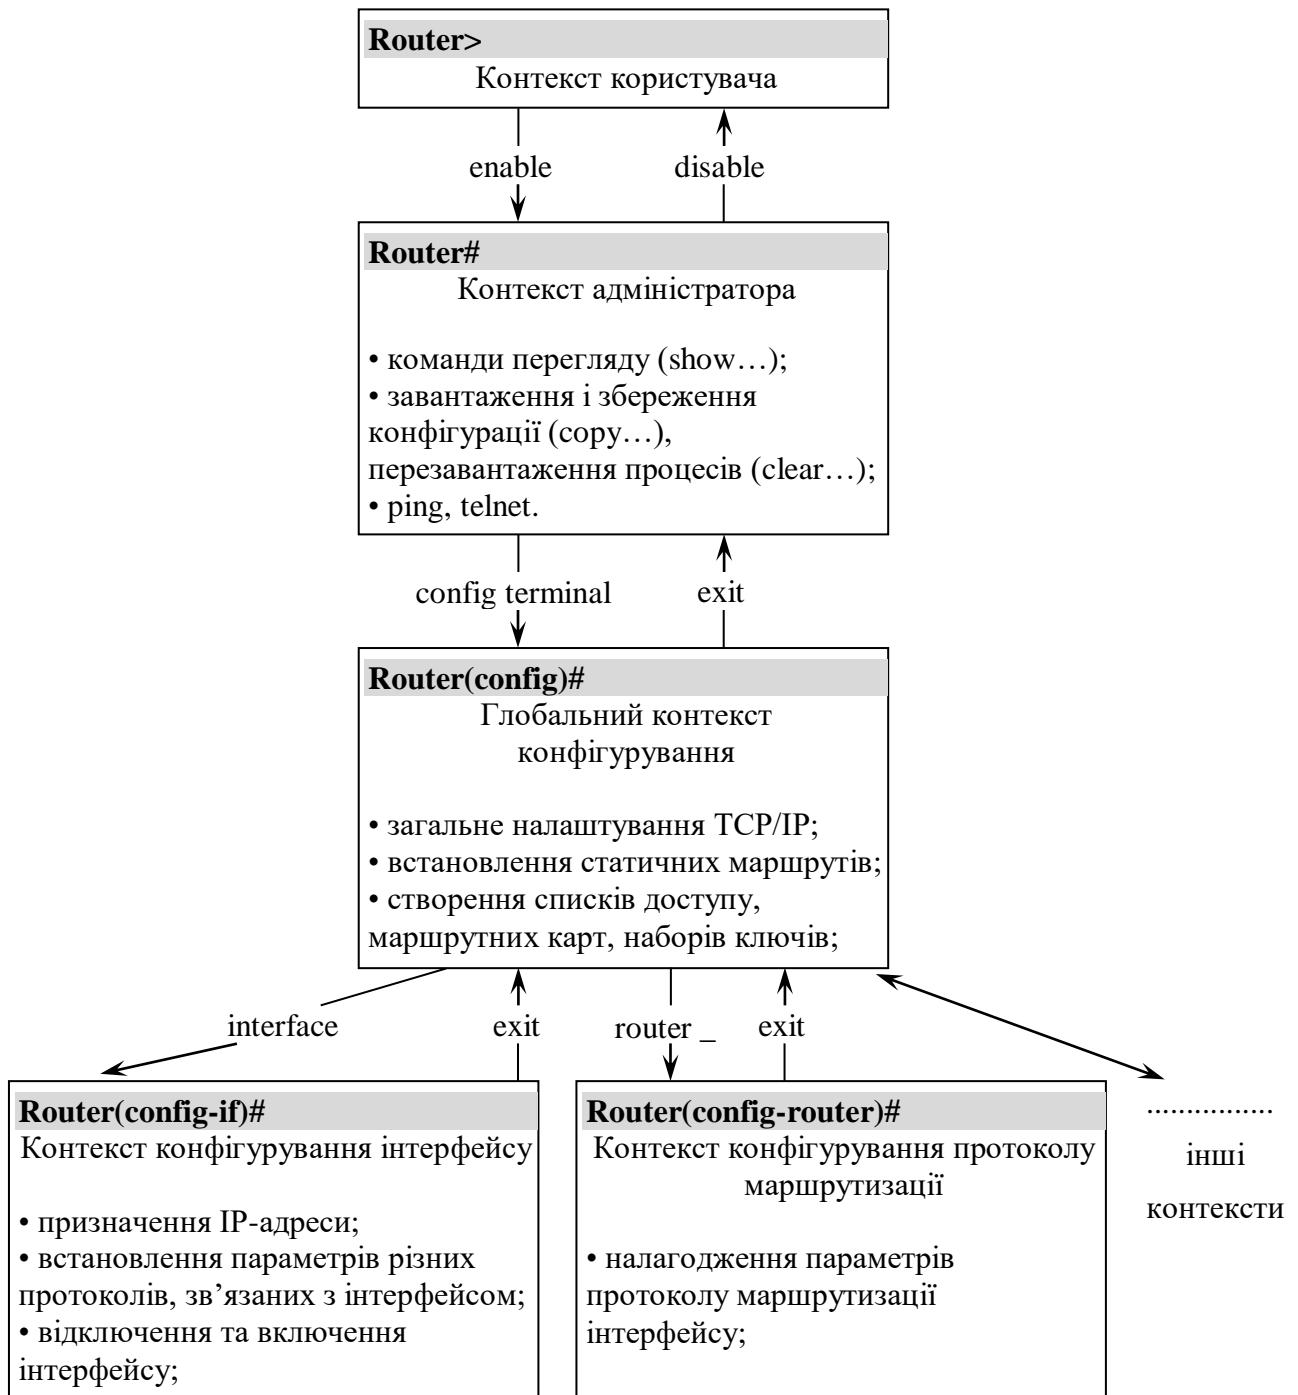 Router>
Контекст користувача
enable disable
Router#
Контекст адміністратора
• команди перегляду (show…);
• завантаження і збереження
конфігурації (copy…),
перезавантаження процесів (clear…);
• ping, telnet.
config terminal exit
Router(config)#
Глобальний контекст
конфігурування
• загальне налаштування TCP/IP;
• встановлення статичних маршрутів;
• створення списків доступу,
маршрутних карт, наборів ключів;
interface exit router _ exit
Router(config-if)#
Контекст конфігурування інтерфейсу
• призначення IP-адреси;
• встановлення параметрів різних
протоколів, зв’язаних з інтерфейсом;
• відключення та включення
інтерфейсу;
Router(config-router)#
Контекст конфігурування протоколу
маршрутизації
• налагодження параметрів
протоколу маршрутизації
інтерфейсу;
................
інші
контексти